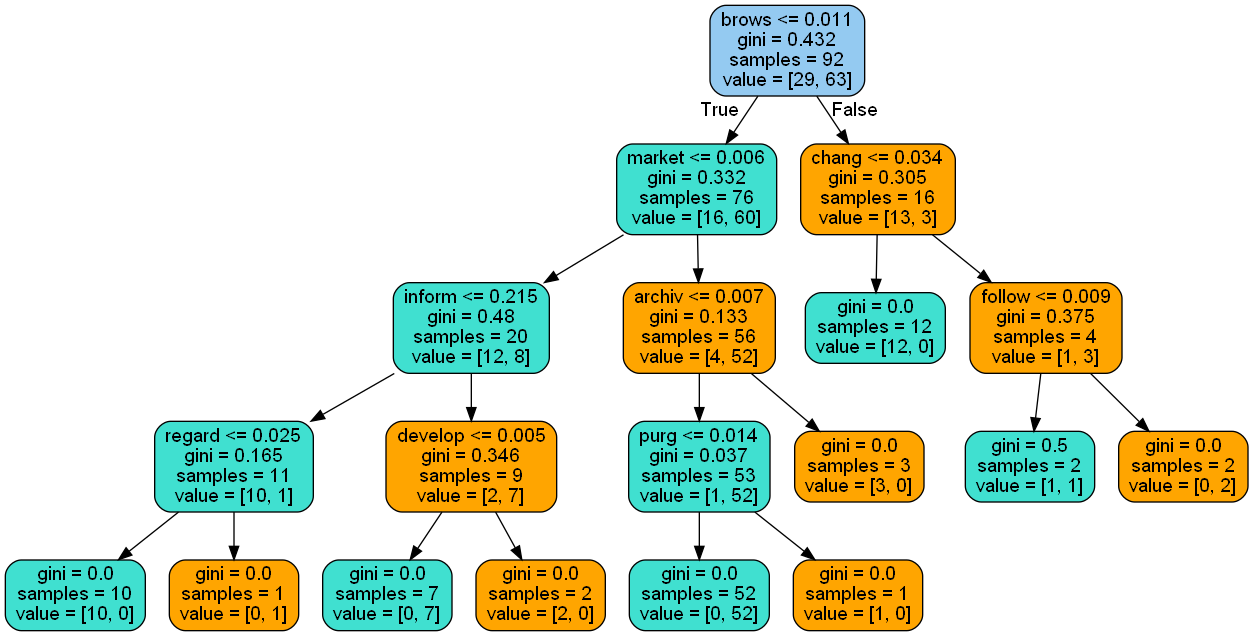 brows <= 0.011
gini = 0.432
samples = 92
value = [29, 63]
True
False
market <= 0.006
gini = 0.332
samples = 76
value = [16, 60]
chang <= 0.034
gini = 0.305
samples = 16
value = [13, 3]
inform <= 0.215
gini = 0.48
samples = 20
value = [12, 8]
archiv <= 0.007
gini = 0.133
samples = 56
value = [4, 52]
gini = 0.0
samples = 12
value = [12, 0]
follow <= 0.009
gini = 0.375
samples = 4
value = [1, 3]
regard <= 0.025
gini = 0.165
samples = 11
value = [10, 1]
develop <= 0.005
gini = 0.346
samples = 9
value = [2, 7]
purg <= 0.014
gini = 0.037
samples = 53
value = [1, 52]
gini = 0.0
samples = 3
value = [3, 0]
gini = 0.5
samples = 2
value = [1, 1]
gini = 0.0
samples = 2
value = [0, 2]
gini = 0.0
samples = 10
value = [10, 0]
gini = 0.0
samples = 1
value = [0, 1]
gini = 0.0
samples = 7
value = [0, 7]
gini = 0.0
samples = 2
value = [2, 0]
gini = 0.0
samples = 52
value = [0, 52]
gini = 0.0
samples = 1
value = [1, 0]